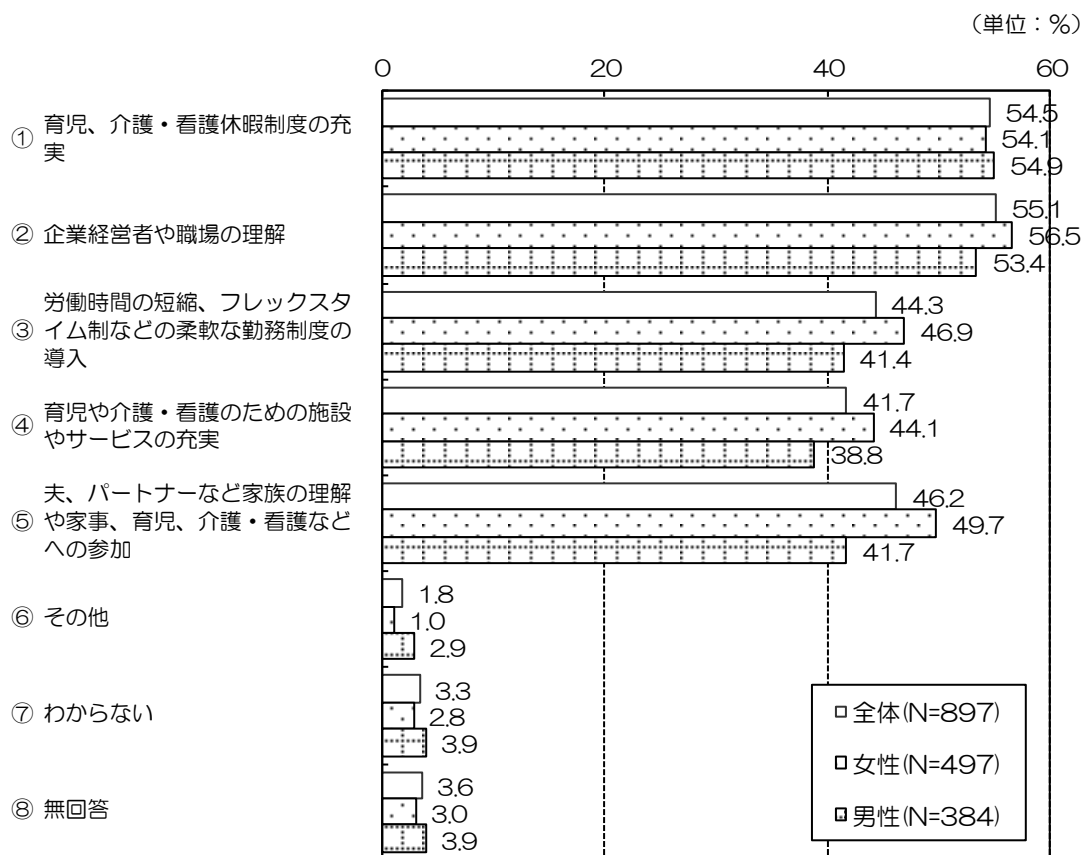 （単位：%）
0 20 40 60
① 育児、介護・看護休暇制度の充
実
54.5
54.1
54.9
② 企業経営者や職場の理解
55.1
56.5
53.4
労働時間の短縮、フレックスタ
③ イム制などの柔軟な勤務制度の
導入
44.3
46.9
41.4
④ 育児や介護・看護のための施設
やサービスの充実
41.7
44.1
38.8
夫、パートナーなど家族の理解
⑤ や家事、育児、介護・看護など
への参加
46.2
49.7
41.7
⑥ その他
1.8
1.0
2.9
⑦ わからない
3.3
2.8
3.9
⑧ 無回答
3.6
3.0
3.9
全体(N=897)
女性(N=497)
男性(N=384)